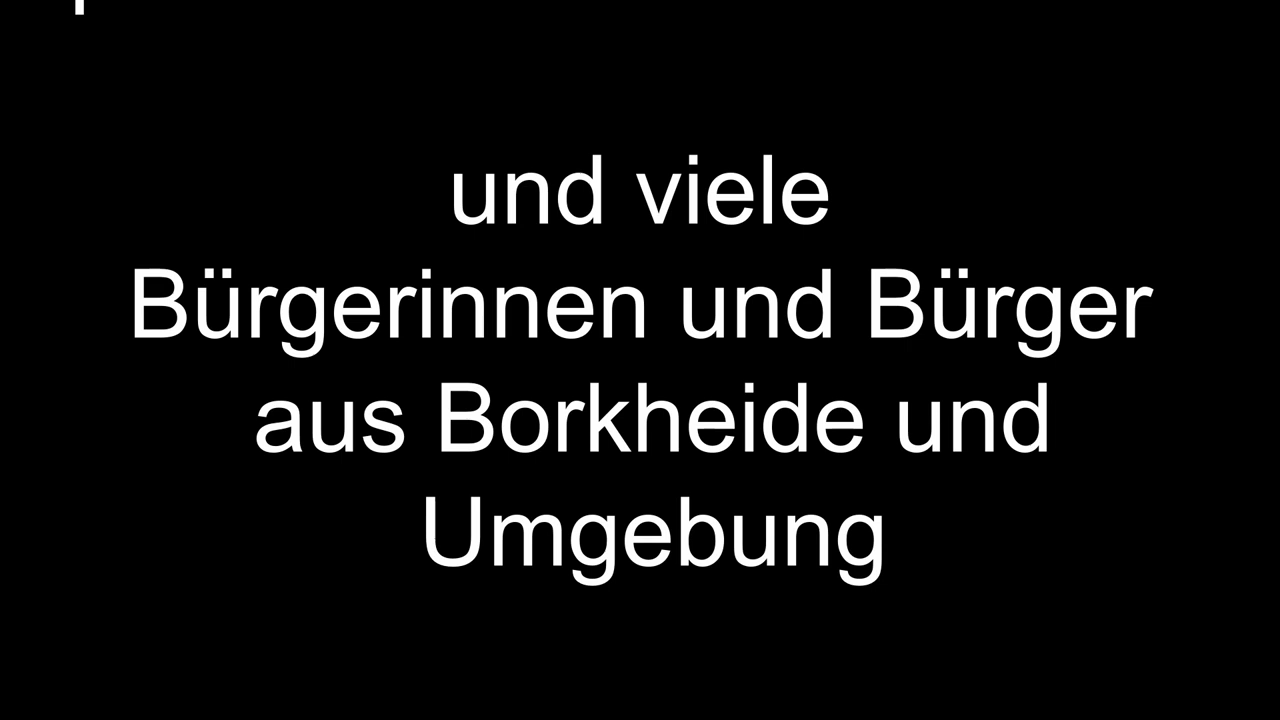 und viele
Bürgerinnen und Bürger
aus Borkheide und
Umgebung